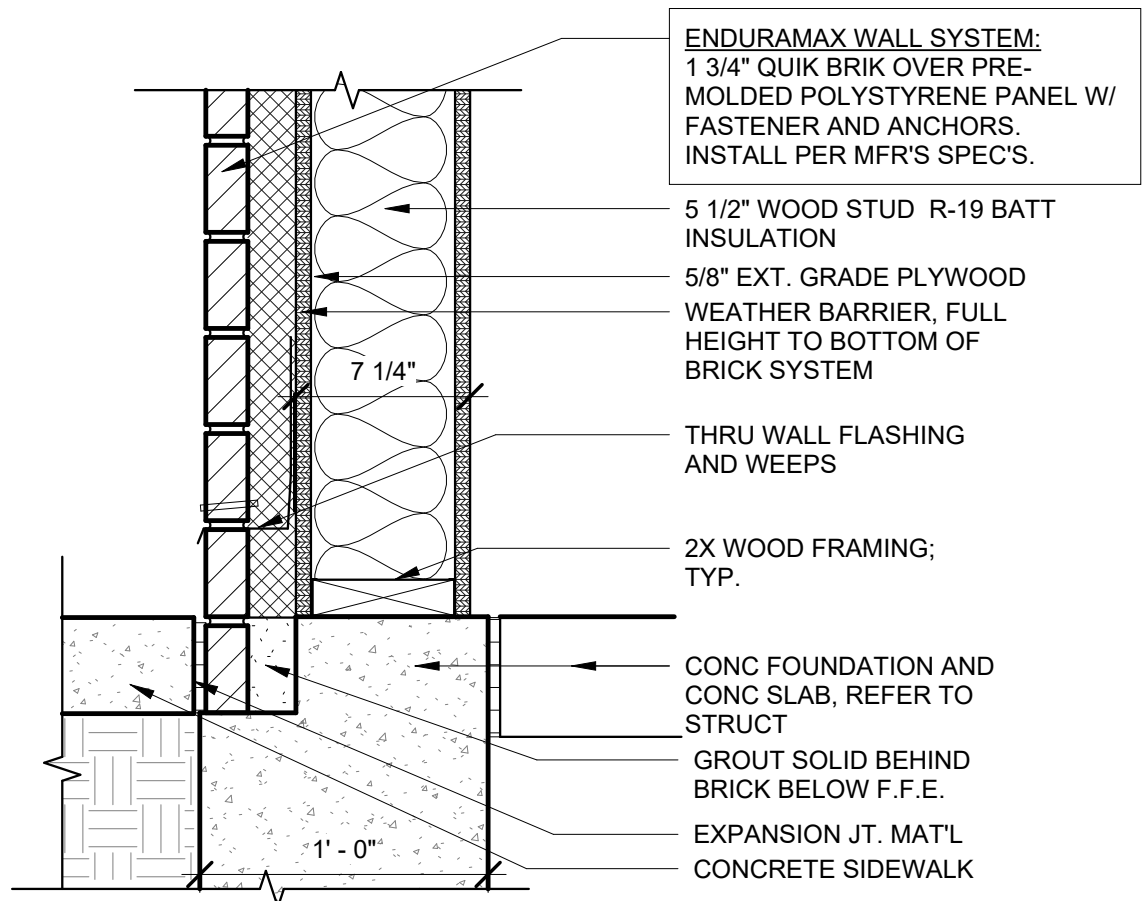 ENDURAMAX WALL SYSTEM:
1 3/4" QUIK BRIK OVER PRE-
MOLDED POLYSTYRENE PANEL W/
FASTENER AND ANCHORS.
INSTALL PER MFR'S SPEC'S.
5 1/2" WOOD STUD R-19 BATT
INSULATION
5/8" EXT. GRADE PLYWOOD
WEATHER BARRIER, FULL
HEIGHT TO BOTTOM OF
BRICK SYSTEM
7 1/4"
THRU WALL FLASHING
AND WEEPS
2X WOOD FRAMING;
TYP.
CONC FOUNDATION AND
CONC SLAB, REFER TO
STRUCT
GROUT SOLID BEHIND
BRICK BELOW F.F.E.
EXPANSION JT. MAT'L
CONCRETE SIDEWALK
1' - 0"